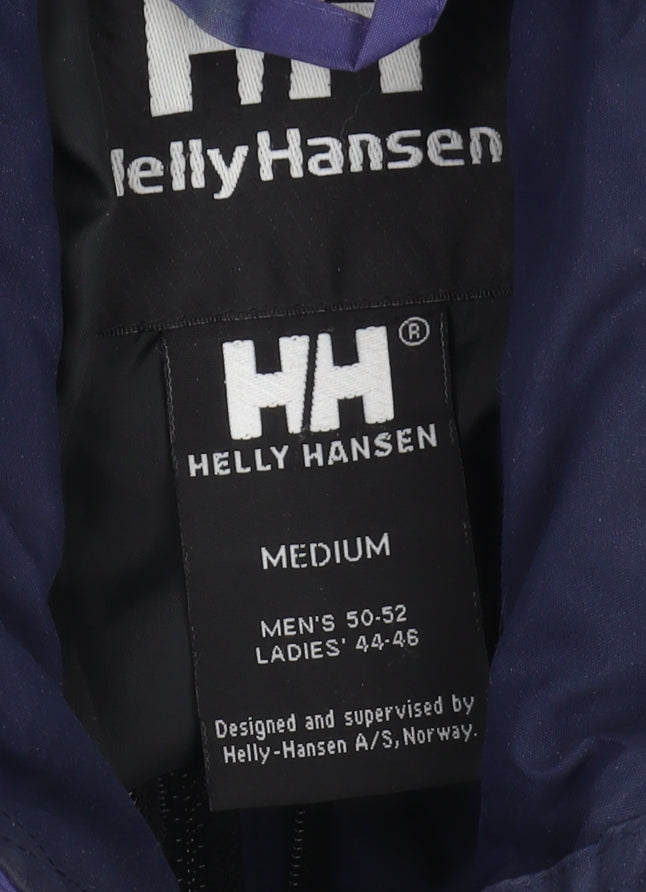 HH
Helly Hansen
HH ®
HELLY HANSEN
MEDIUM
MEN'S 50-52
LADIES' 44-46
Designed and supervised by
Helly-Hansen A/S, Norway.